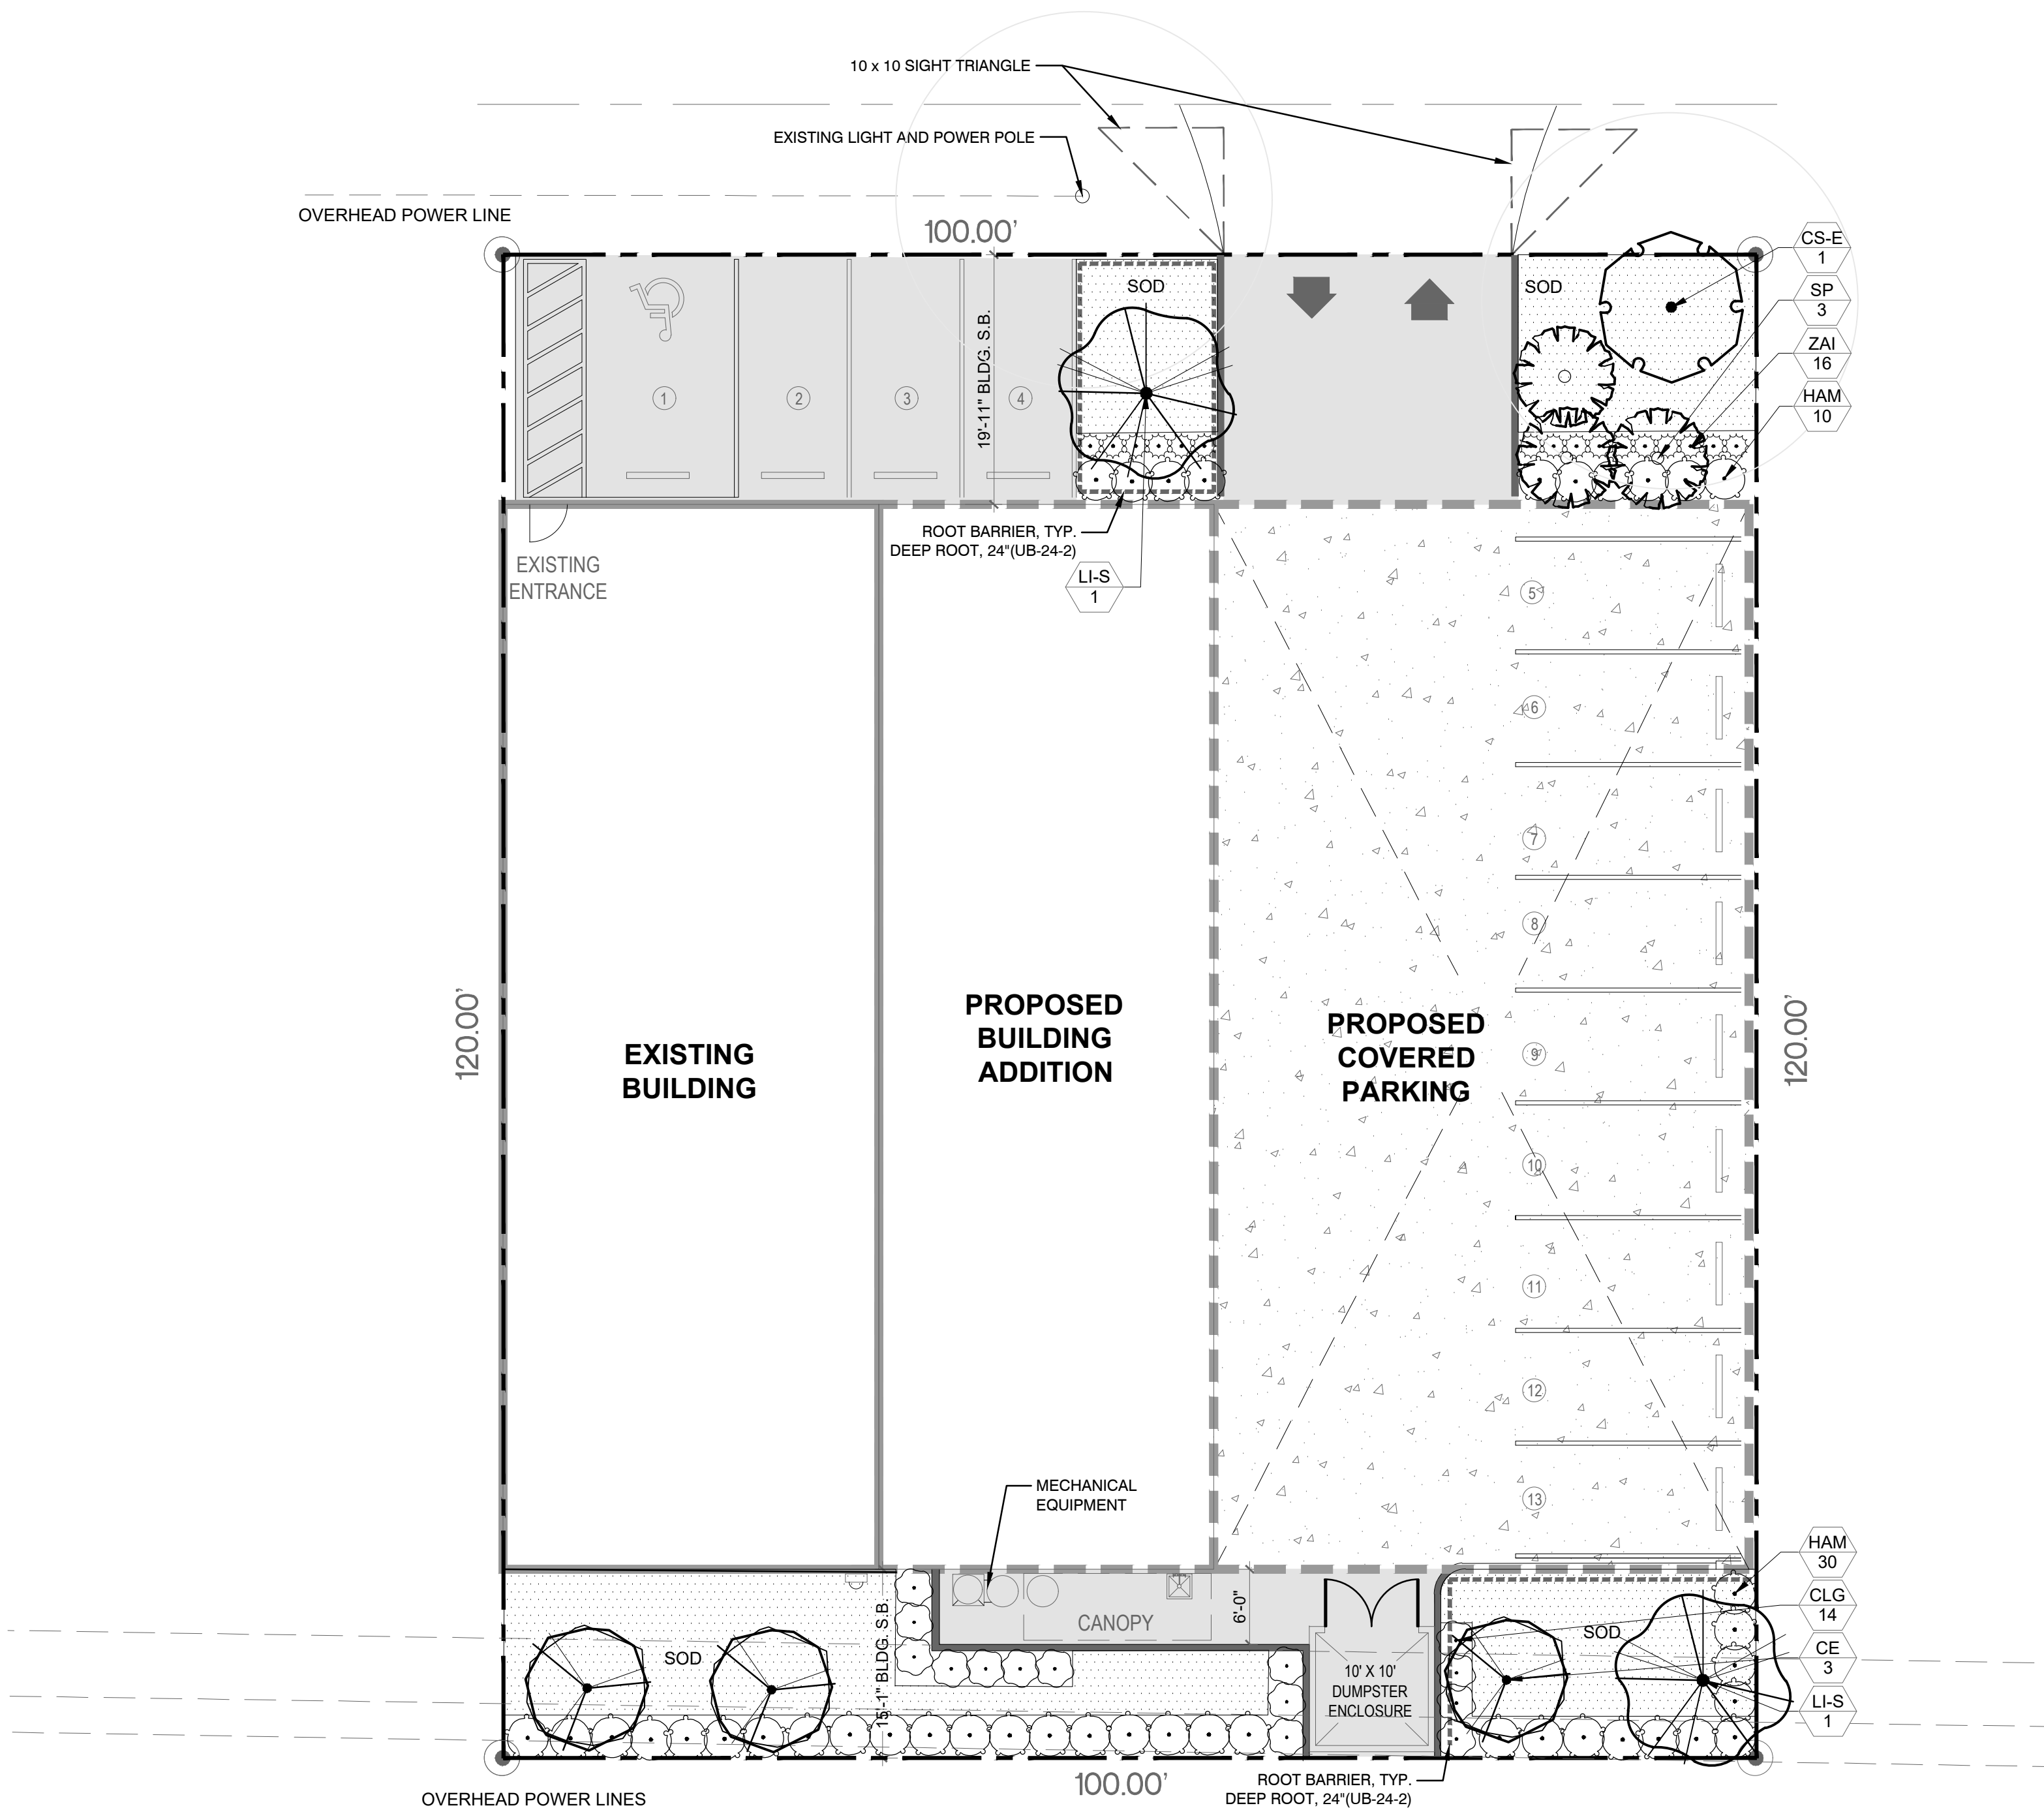 10 x 10 SIGHT TRIANGLE
EXISTING LIGHT AND POWER POLE
OVERHEAD POWER LINE
100.00'
CS-E
1
SP
3
ZAI
16
HAM
10
SOD
SOD
19'-11" BLDG. S.B.
1
2
3
4
ROOT BARRIER, TYP.
DEEP ROOT, 24"(UB-24-2)
LI-S
1
EXISTING
ENTRANCE
5
6
7
8
9
10
11
12
13
120.00'
120.00'
EXISTING
BUILDING
PROPOSED
BUILDING
ADDITION
PROPOSED
COVERED
PARKING
MECHANICAL
EQUIPMENT
HAM
30
CLG
14
CE
3
LI-S
1
CANOPY
6'-0"
15'-1" BLDG. S.B.
SOD
SOD
10' X 10'
DUMPSTER
ENCLOSURE
100.00'
ROOT BARRIER, TYP.
DEEP ROOT, 24"(UB-24-2)
OVERHEAD POWER LINES